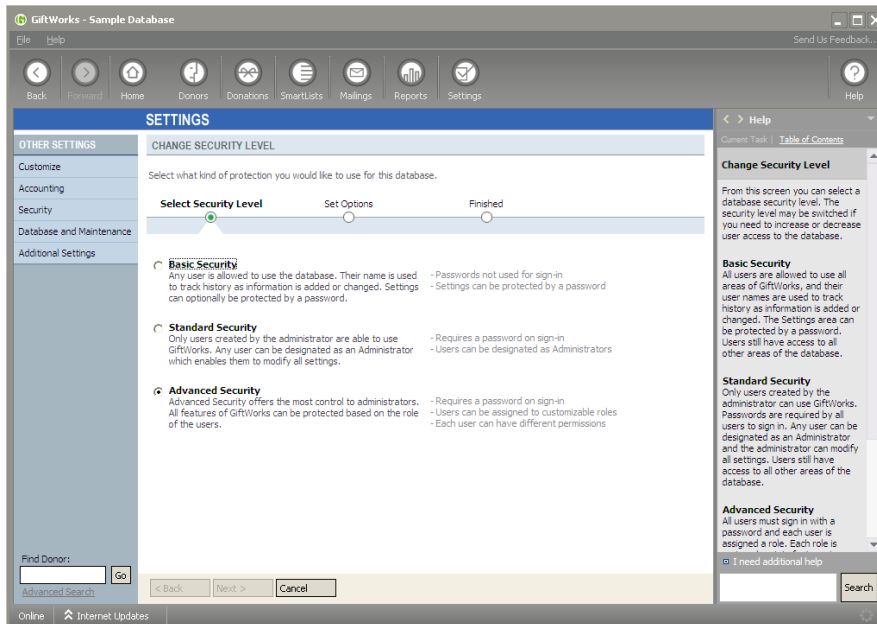 GiftWorks - Sample Database
File Help
Send Us Feedback...
Back Forward Home Donors Donations SmartLists Mailings Reports Settings Help
SETTINGS
OTHER SETTINGS
Customize
Accounting
Security
Database and Maintenance
Additional Settings
CHANGE SECURITY LEVEL
Select what kind of protection you would like to use for this database.
Select Security Level Set Options Finished
Basic Security
Any user is allowed to use the database. Their name is used
to track history as information is added or changed. Settings
can optionally be protected by a password.
- Passwords not used for sign-in
- Settings can be protected by a password
Standard Security
Only users created by the administrator are able to use
GiftWorks. Any user can be designated as an Administrator
which enables them to modify all settings.
- Requires a password on sign-in
- Users can be designated as Administrators
Advanced Security
Advanced Security offers the most control to administrators.
All features of GiftWorks can be protected based on the role
of the users.
- Requires a password on sign-in
- Users can be assigned to customizable roles
- Each user can have different permissions
Find Donor:
Go
Advanced Search
< Back Next > Cancel
< > Help
Current Task | Table of Contents
Change Security Level
From this screen you can select a
database security level. The
security level may be switched if
you need to increase or decrease
user access to the database.
Basic Security
All users are allowed to use all
areas of GiftWorks, and their
user names are used to track
history as information is added or
changed. The Settings area can
be protected by a password.
Users still have access to all
other areas of the database.
Standard Security
Only users created by the
administrator can use GiftWorks.
Passwords are required by all
users to sign in. Any user can be
designated as an Administrator
and the administrator can modify
all settings. Users still have
access to all other areas of the
database.
Advanced Security
All users must sign in with a
password and each user is
assigned a role. Each role is
I need additional help
Search
Online Internet Updates